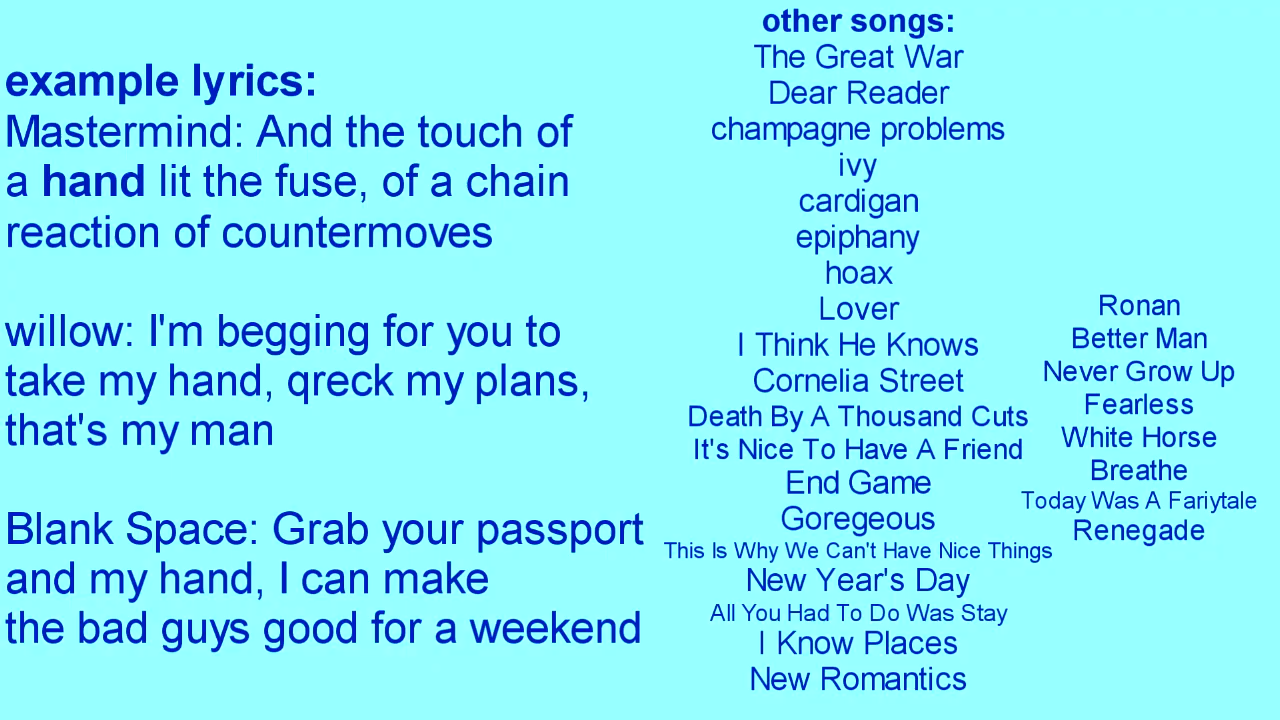 example lyrics:
Mastermind: And the touch of
a hand lit the fuse, of a chain
reaction of countermoves
willow: I'm begging for you to
take my hand, qreck my plans,
that's my man
Blank Space: Grab your passport
and my hand, I can make
the bad guys good for a weekend
other songs:
The Great War
Dear Reader
champagne problems
ivy
cardigan
epiphany
hoax
Lover
I Think He Knows
Cornelia Street
Death By A Thousand Cuts
It's Nice To Have A Friend
End Game
Goregeous
This Is Why We Can't Have Nice Things
New Year's Day
All You Had To Do Was Stay
I Know Places
New Romantics
Ronan
Better Man
Never Grow Up
Fearless
White Horse
Breathe
Today Was A Fariytale
Renegade